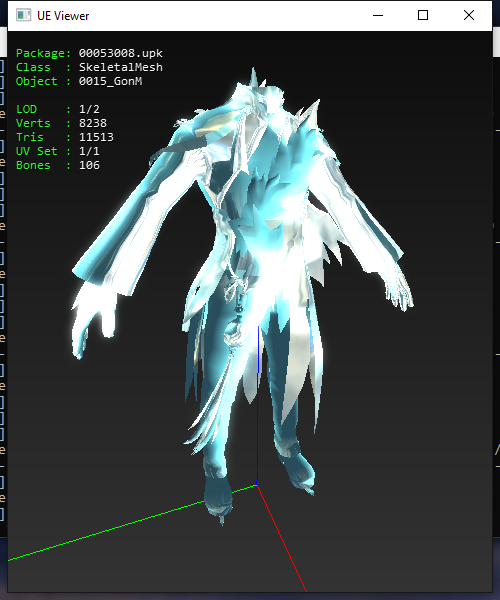 UE Viewer
Package: 00053008.upk
Class : SkeletalMesh
Object : 0015_GonM
LOD : 1/2
Verts : 8238
Tris : 11513
UV Set : 1/1
Bones : 106